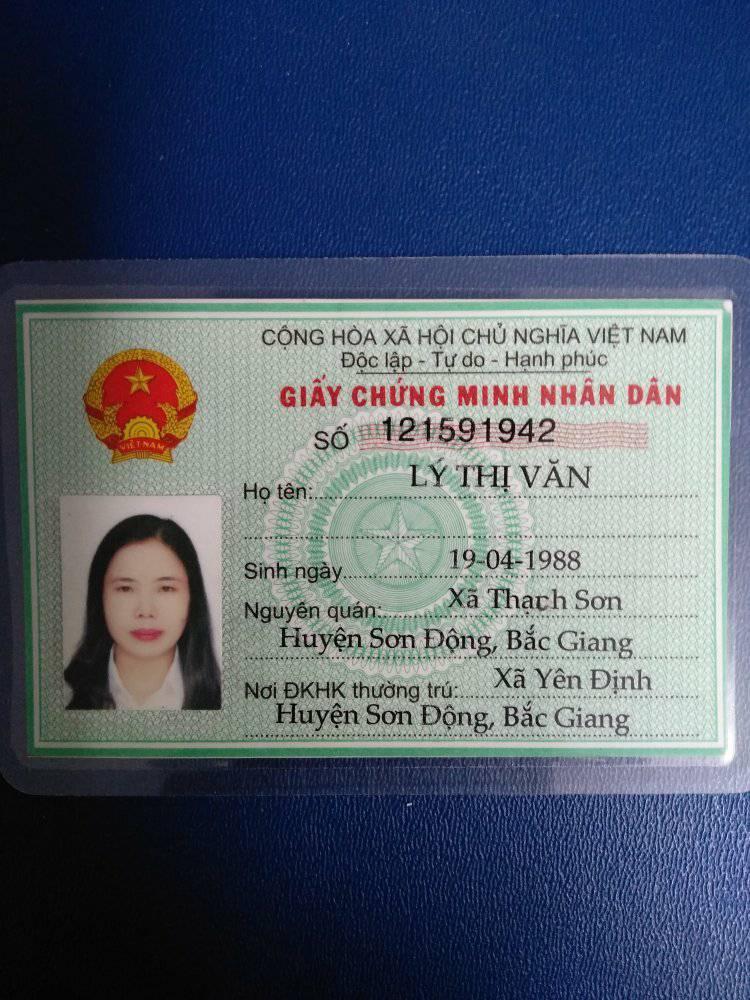 CỘNG HÒA XÃ HỘI CHỦ NGHĨA VIỆT NAM
Độc lập - Tự do - Hạnh phúc
GIẤY CHỨNG MINH NHÂN DÂN
SỐ 121591942
VIỆT NAM
Họ tên: LÝ THỊ VĂN
Sinh ngày 19-04-1988
Nguyên quán: Xã Thạch Sơn
Huyện Sơn Động, Bắc Giang
Nơi ĐKHK thường trú: Xã Yên Định
Huyện Sơn Động, Bắc Giang